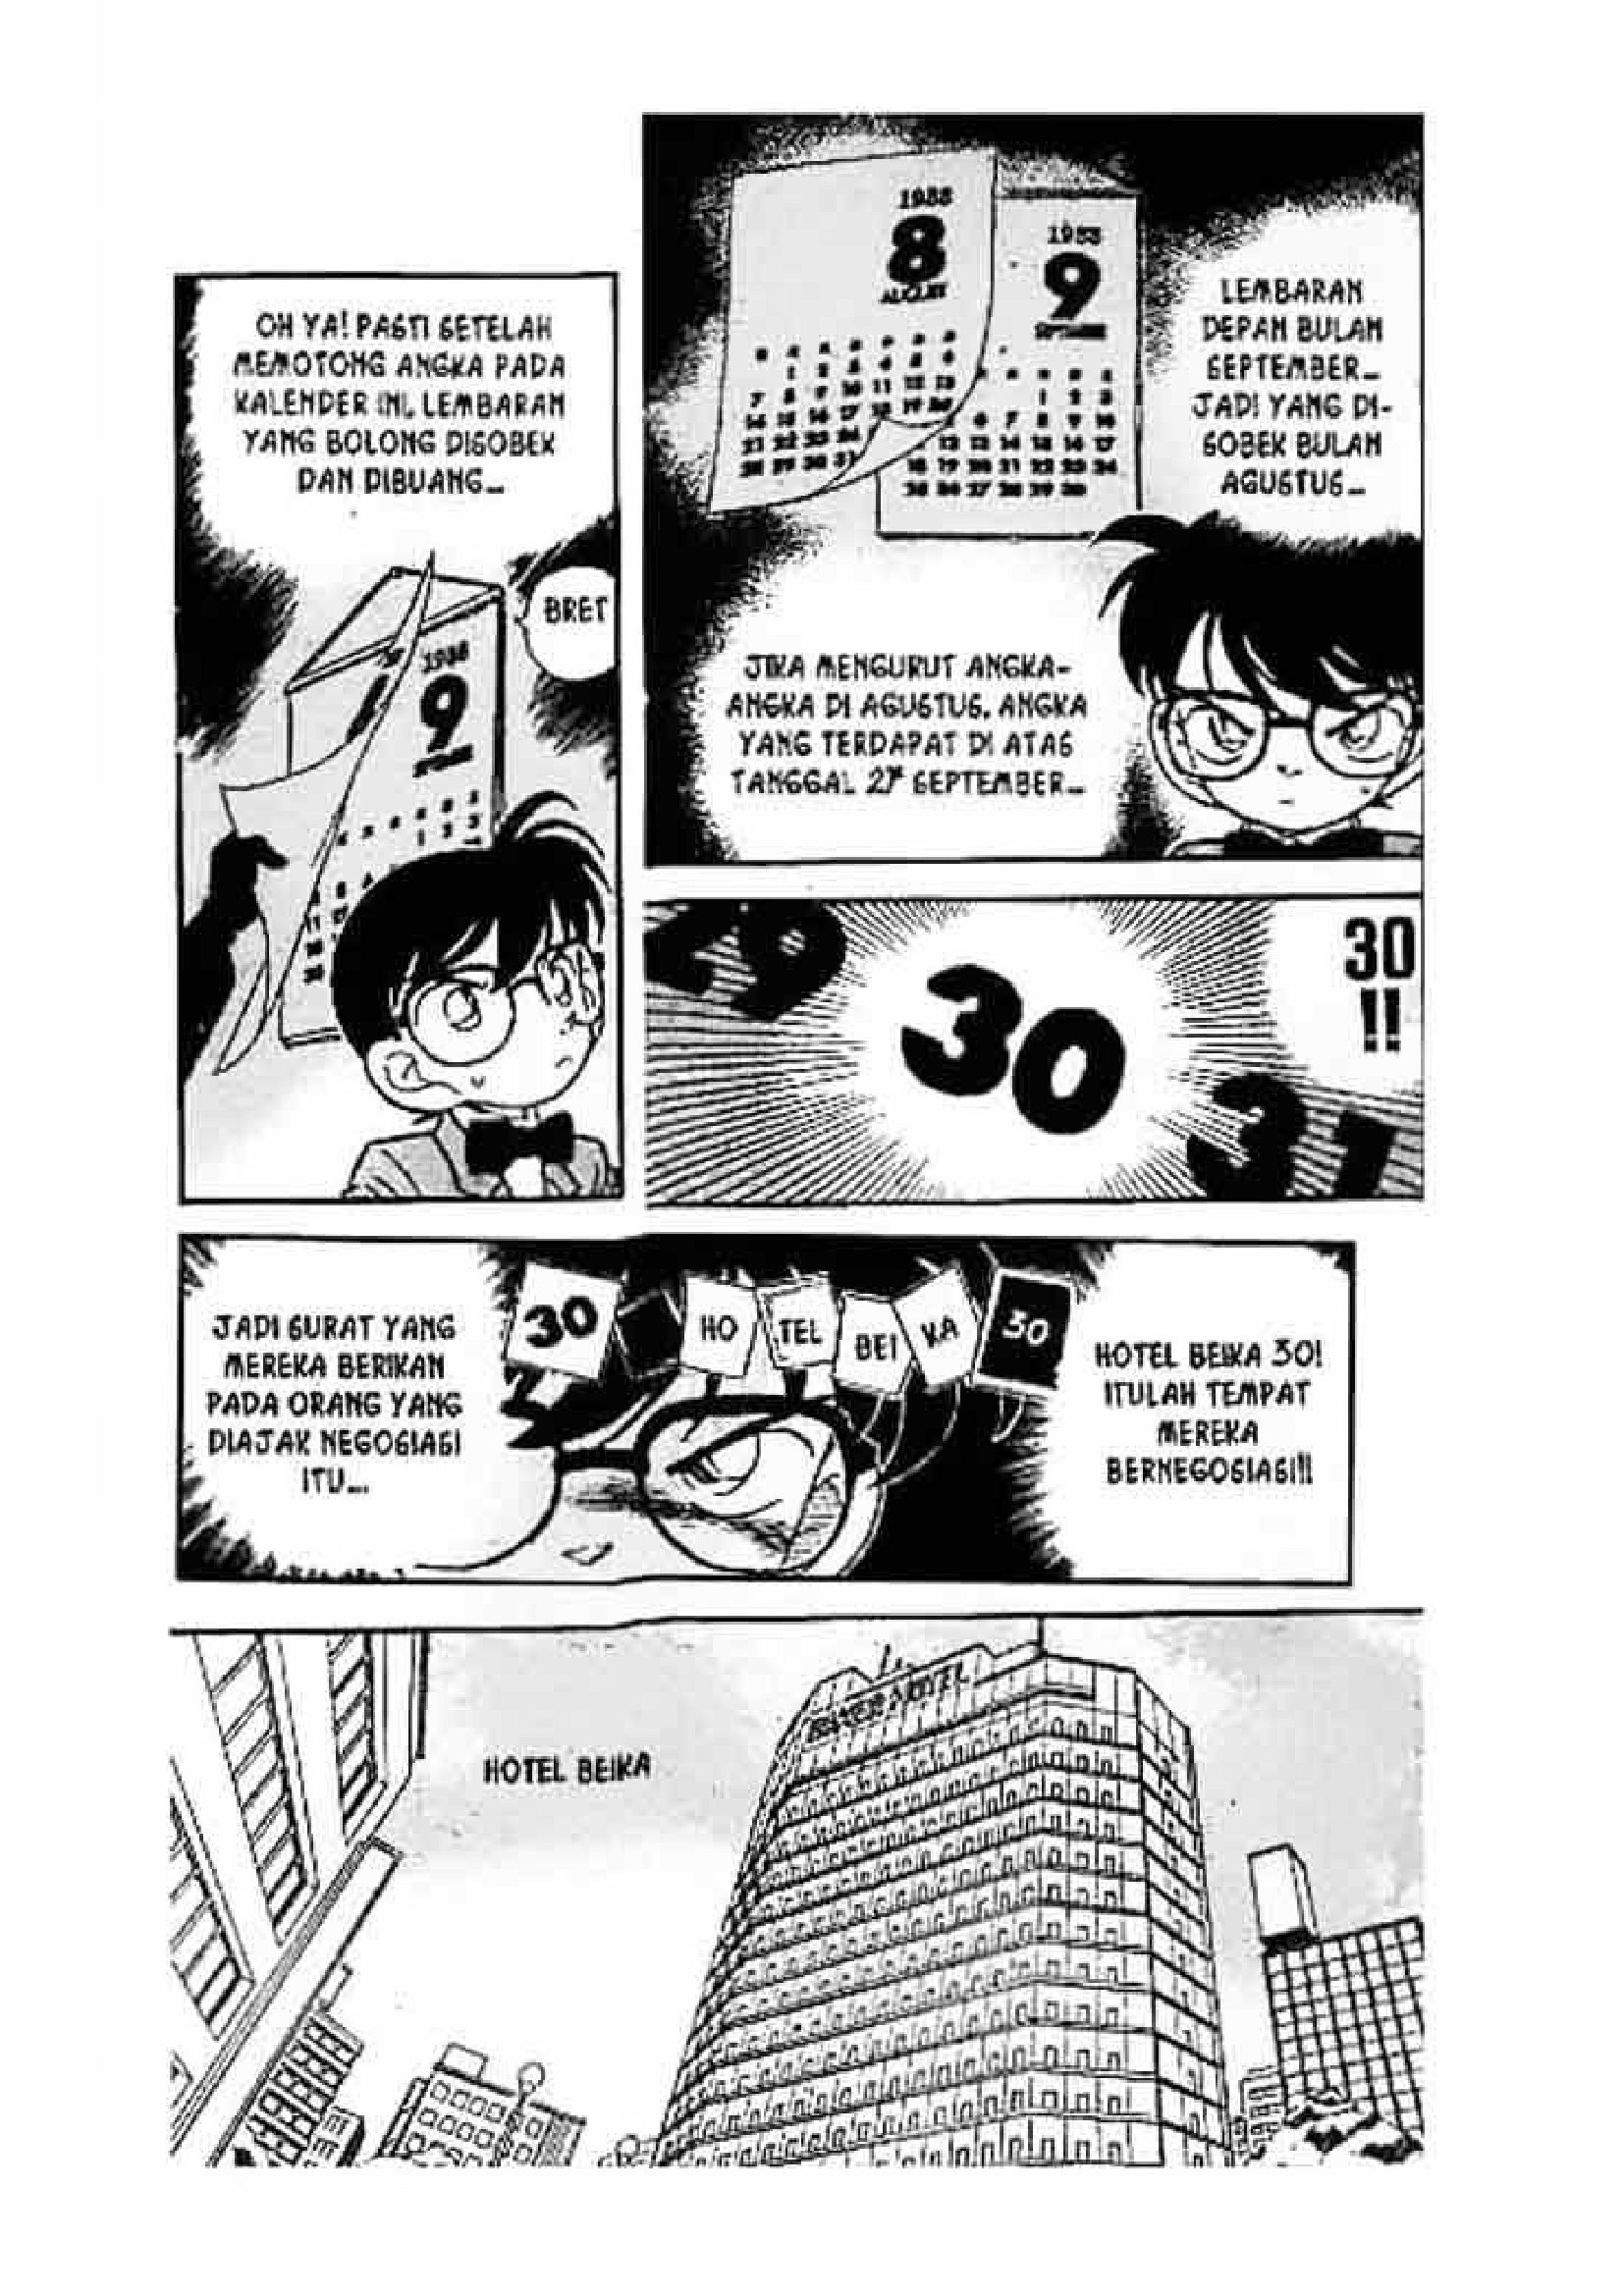 OH YA! PASTI SETELAH
MEMOTONG ANGKA PADA
KALENDER INI, LEMBARAN
YANG BOLONG DISOBEK
DAN DIBUANG...
BRET
9
1988
8
AUGUST
9
LEMBARAN
DEPAN BULAN
SEPTEMBER...
JADI YANG DI-
SOBEK BULAN
AGUSTUS...
JIKA MENGURUT ANGKA-
ANGKA DI AGUSTUS, ANGKA
YANG TERDAPAT DI ATAS
TANGGAL 27 SEPTEMBER...
29
30
31
30
!!
JADI SURAT YANG
MEREKA BERIKAN
PADA ORANG YANG
DIAJAK NEGOSIASI
ITU...
30
HO
TEL
BEI
KA
30
HOTEL BEIKA 30!
ITULAH TEMPAT
MEREKA
BERNEGOSIASI!!
HOTEL BEIKA